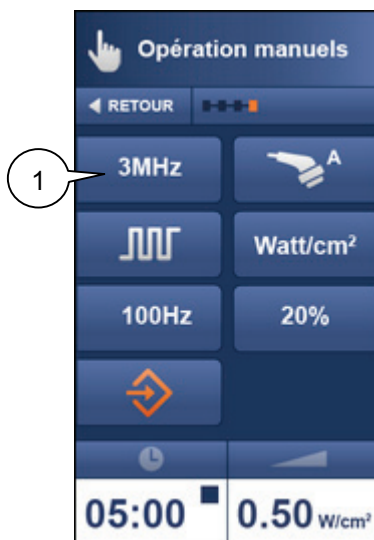 Opération manuels
RETOUR
1
3MHz
A
Watt/cm²
100Hz
20%
05:00
0.50 W/cm²